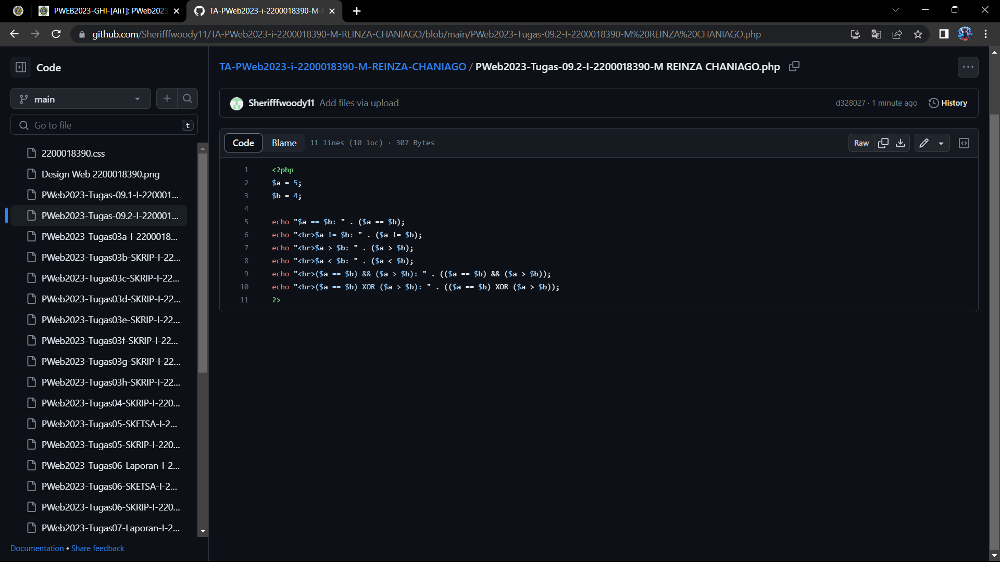 PWEB2023-GHI-[AliT]: PWeb2023
TA-PWeb2023-i-2200018390-M-
github.com/Sherifffwoody11/TA-PWeb2023-i-2200018390-M-REINZA-CHANIAGO/blob/main/PWeb2023-Tugas-09.2-I-2200018390-M%20REINZA%20CHANIAGO.php
Code
main
Go to file
t
2200018390.css
Design Web 2200018390.png
PWeb2023-Tugas-09.1-I-220001...
PWeb2023-Tugas-09.2-I-220001...
PWeb2023-Tugas03a-I-2200018...
PWeb2023-Tugas03b-SKRIP-I-22...
PWeb2023-Tugas03c-SKRIP-I-22...
PWeb2023-Tugas03d-SKRIP-I-22...
PWeb2023-Tugas03e-SKRIP-I-22...
PWeb2023-Tugas03f-SKRIP-I-22...
PWeb2023-Tugas03g-SKRIP-I-22...
PWeb2023-Tugas03h-SKRIP-I-22...
PWeb2023-Tugas04-SKRIP-I-220...
PWeb2023-Tugas05-SKETSA-I-2...
PWeb2023-Tugas05-SKRIP-I-220...
PWeb2023-Tugas06-Laporan-I-2...
PWeb2023-Tugas06-SKETSA-I-2...
PWeb2023-Tugas06-SKRIP-I-220...
PWeb2023-Tugas07-Laporan-I-2...
Documentation • Share feedback
TA-PWeb2023-i-2200018390-M-REINZA-CHANIAGO / PWeb2023-Tugas-09.2-I-2200018390-M REINZA CHANIAGO.php
Sherifffwoody11 Add files via upload
d328027 · 1 minute ago History
Code Blame 11 lines (10 loc) · 307 Bytes
Raw
1 <?php
2 $a = 5;
3 $b = 4;
4
5 echo "$a == $b: " . ($a == $b);
6 echo "<br>$a != $b: " . ($a != $b);
7 echo "<br>$a > $b: " . ($a > $b);
8 echo "<br>$a < $b: " . ($a < $b);
9 echo "<br>($a == $b) && ($a > $b): " . (($a == $b) && ($a > $b));
10 echo "<br>($a == $b) XOR ($a > $b): " . (($a == $b) XOR ($a > $b));
11 ?>